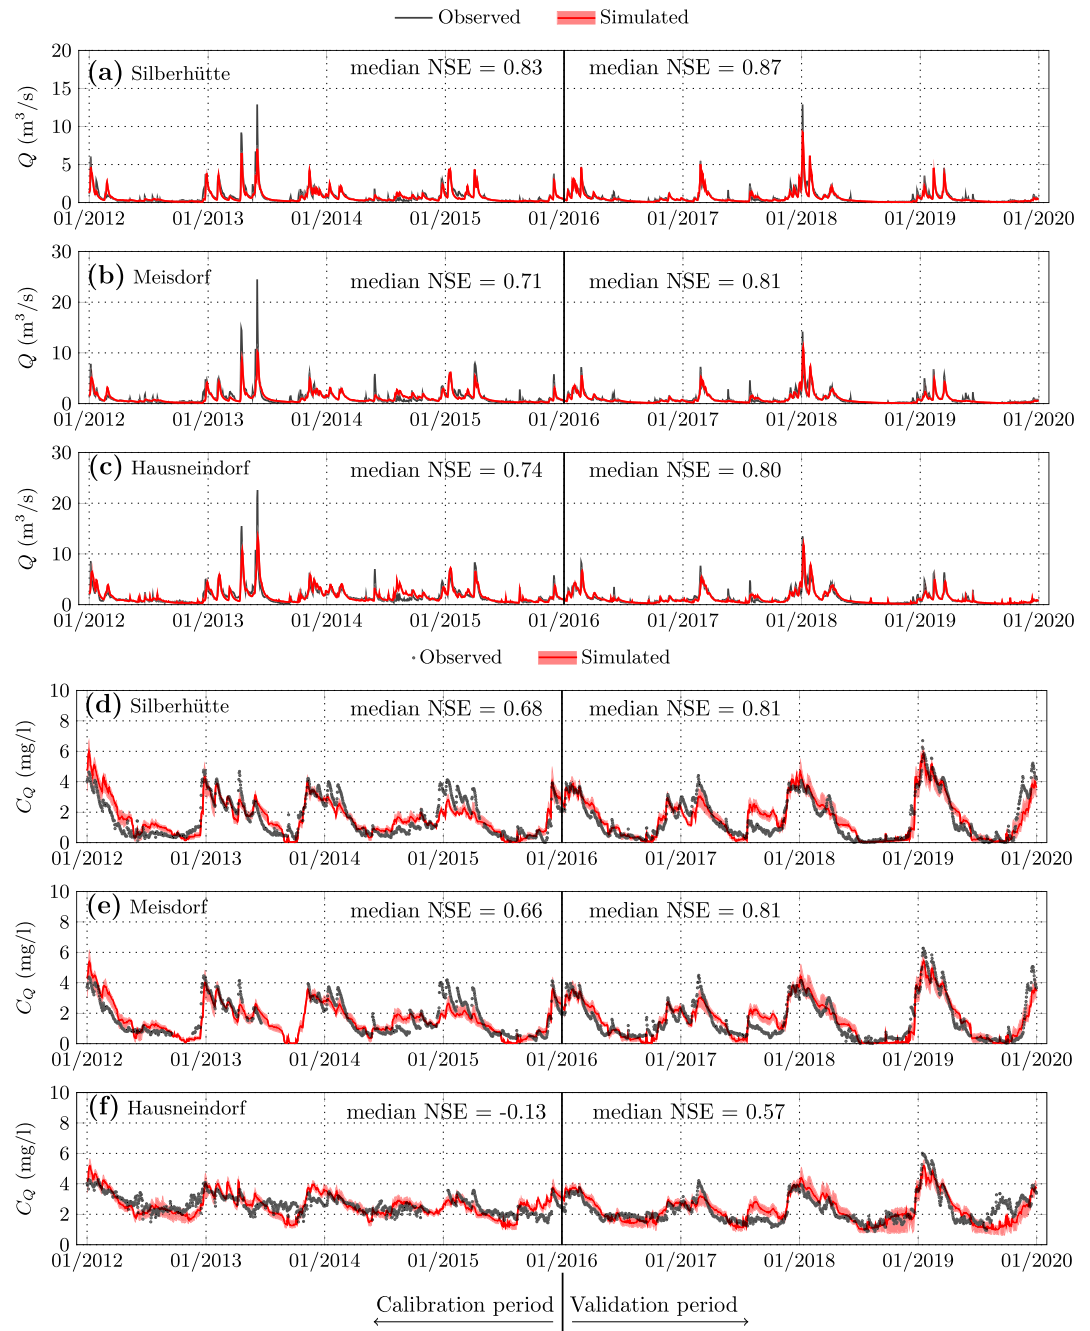 Observed Simulated
(a) Silberhütte median NSE = 0.83 median NSE = 0.87
Q (m³/s)
20
15
10
5
0
01/2012 01/2013 01/2014 01/2015 01/2016 01/2017 01/2018 01/2019 01/2020
(b) Meisdorf median NSE = 0.71 median NSE = 0.81
Q (m³/s)
30
20
10
0
01/2012 01/2013 01/2014 01/2015 01/2016 01/2017 01/2018 01/2019 01/2020
(c) Hausneindorf median NSE = 0.74 median NSE = 0.80
Q (m³/s)
30
20
10
0
01/2012 01/2013 01/2014 01/2015 01/2016 01/2017 01/2018 01/2019 01/2020
Observed Simulated
(d) Silberhütte median NSE = 0.68 median NSE = 0.81
C_Q (mg/l)
10
8
6
4
2
0
01/2012 01/2013 01/2014 01/2015 01/2016 01/2017 01/2018 01/2019 01/2020
(e) Meisdorf median NSE = 0.66 median NSE = 0.81
C_Q (mg/l)
10
8
6
4
2
0
01/2012 01/2013 01/2014 01/2015 01/2016 01/2017 01/2018 01/2019 01/2020
(f) Hausneindorf median NSE = -0.13 median NSE = 0.57
C_Q (mg/l)
10
8
6
4
2
0
01/2012 01/2013 01/2014 01/2015 01/2016 01/2017 01/2018 01/2019 01/2020
Calibration period Validation period